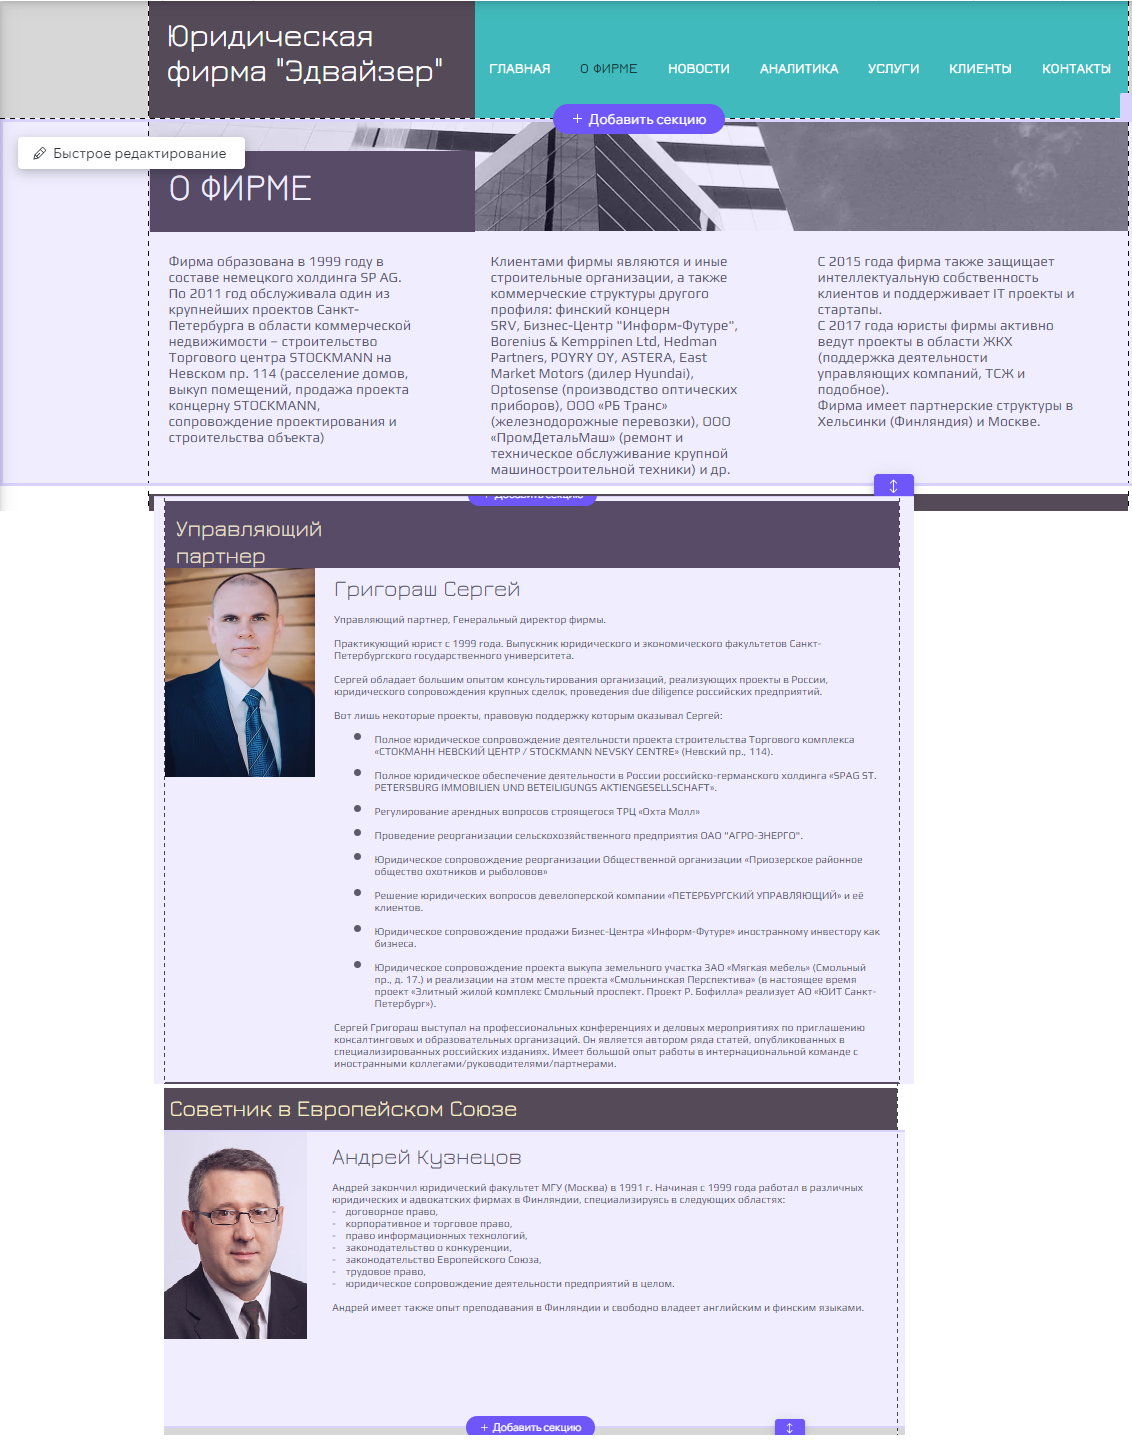 Юридическая
фирма "Эдвайзер"
ГЛАВНАЯ О ФИРМЕ НОВОСТИ АНАЛИТИКА УСЛУГИ КЛИЕНТЫ КОНТАКТЫ
+ Добавить секцию
Быстрое редактирование
О ФИРМЕ
Фирма образована в 1999 году в
составе немецкого холдинга SP AG.
По 2011 год обслуживала один из
крупнейших проектов Санкт-
Петербурга в области коммерческой
недвижимости – строительство
Торгового центра STOCKMANN на
Невском пр. 114 (расселение домов,
выкуп помещений, продажа проекта
концерну STOCKMANN,
сопровождение проектирования и
строительства объекта)
Клиентами фирмы являются и иные
строительные организации, а также
коммерческие структуры другого
профиля: финский концерн
SRV, Бизнес-Центр "Информ-Футуре",
Borenius & Kemppinen Ltd, Hedman
Partners, POYRY OY, ASTERA, East
Market Motors (дилер Hyundai),
Optosense (производство оптических
приборов), ООО «РБ Транс»
(железнодорожные перевозки), ООО
«ПромДетальМаш» (ремонт и
техническое обслуживание крупной
машиностроительной техники) и др.
С 2015 года фирма также защищает
интеллектуальную собственность
клиентов и поддерживает IT проекты и
стартапы.
С 2017 года юристы фирмы активно
ведут проекты в области ЖКХ
(поддержка деятельности
управляющих компаний, ТСЖ и
подобное).
Фирма имеет партнерские структуры в
Хельсинки (Финляндия) и Москве.
+ Добавить секцию
Управляющий
партнер
Григораш Сергей
Управляющий партнер, Генеральный директор фирмы.
Практикующий юрист с 1999 года. Выпускник юридического и экономического факультетов Санкт-
Петербургского государственного университета.
Сергей обладает большим опытом консультирования организаций, реализующих проекты в России,
юридического сопровождения крупных сделок, проведения due diligence российских предприятий.
Вот лишь некоторые проекты, правовую поддержку которым оказывал Сергей:
● Полное юридическое сопровождение деятельности проекта строительства Торгового комплекса
«СТОКМАНН НЕВСКИЙ ЦЕНТР / STOCKMANN NEVSKY CENTRE» (Невский пр., 114).
● Полное юридическое обеспечение деятельности в России российско-германского холдинга «SPAG ST.
PETERSBURG IMMOBILIEN UND BETEILIGUNGS AKTIENGESELLSCHAFT».
● Регулирование арендных вопросов строящегося ТРЦ «Охта Молл»
● Проведение реорганизации сельскохозяйственного предприятия ОАО "АГРО-ЭНЕРГО".
● Юридическое сопровождение реорганизации Общественной организации «Приозерское районное
общество охотников и рыболовов»
● Решение юридических вопросов девелоперской компании «ПЕТЕРБУРГСКИЙ УПРАВЛЯЮЩИЙ» и её
клиентов.
● Юридическое сопровождение продажи Бизнес-Центра «Информ-Футуре» иностранному инвестору как
бизнеса.
● Юридическое сопровождение проекта выкупа земельного участка ЗАО «Мягкая мебель» (Смольный
пр., д. 17.) и реализации на этом месте проекта «Смольнинская Перспектива» (в настоящее время
проект «Элитный жилой комплекс Смольный проспект. Проект Р. Бофилла» реализует АО «ЮИТ Санкт-
Петербург»).
Сергей Григораш выступал на профессиональных конференциях и деловых мероприятиях по приглашению
консалтинговых и образовательных организаций. Он является автором ряда статей, опубликованных в
специализированных российских изданиях. Имеет большой опыт работы в интернациональной команде с
иностранными коллегами/руководителями/партнерами.
Советник в Европейском Союзе
Андрей Кузнецов
Андрей закончил юридический факультет МГУ (Москва) в 1991 г. Начиная с 1999 года работал в различных
юридических и адвокатских фирмах в Финляндии, специализируясь в следующих областях:
- договорное право,
- корпоративное и торговое право,
- право информационных технологий,
- законодательство о конкуренции,
- законодательство Европейского Союза,
- трудовое право,
- юридическое сопровождение деятельности предприятий в целом.
Андрей имеет также опыт преподавания в Финляндии и свободно владеет английским и финским языками.
+ Добавить секцию